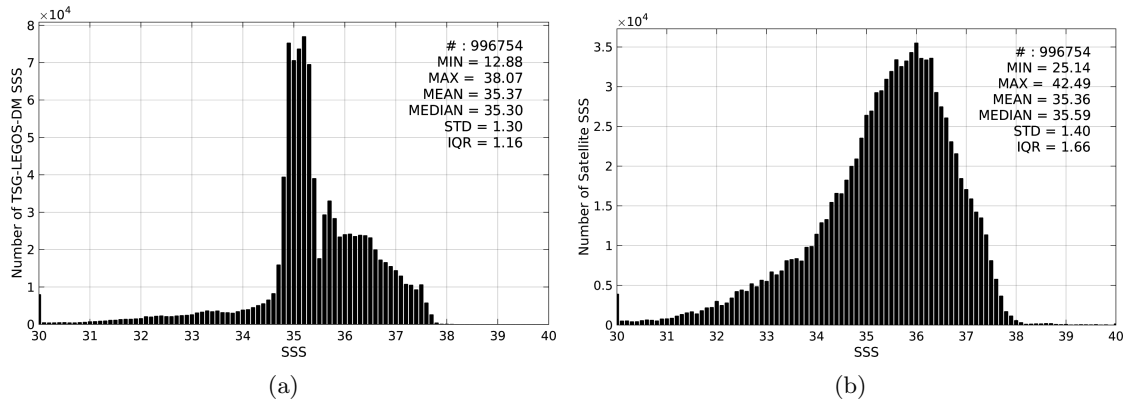 ×10⁴
Number of TSG-LEGOS-DM SSS
8
7
6
5
4
3
2
1
0
# : 996754
MIN = 12.88
MAX = 38.07
MEAN = 35.37
MEDIAN = 35.30
STD = 1.30
IQR = 1.16
30 31 32 33 34 35 36 37 38 39 40
SSS
(a)
×10⁴
Number of Satellite SSS
3.5
3
2.5
2
1.5
1
0.5
0
# : 996754
MIN = 25.14
MAX = 42.49
MEAN = 35.36
MEDIAN = 35.59
STD = 1.40
IQR = 1.66
30 31 32 33 34 35 36 37 38 39 40
SSS
(b)